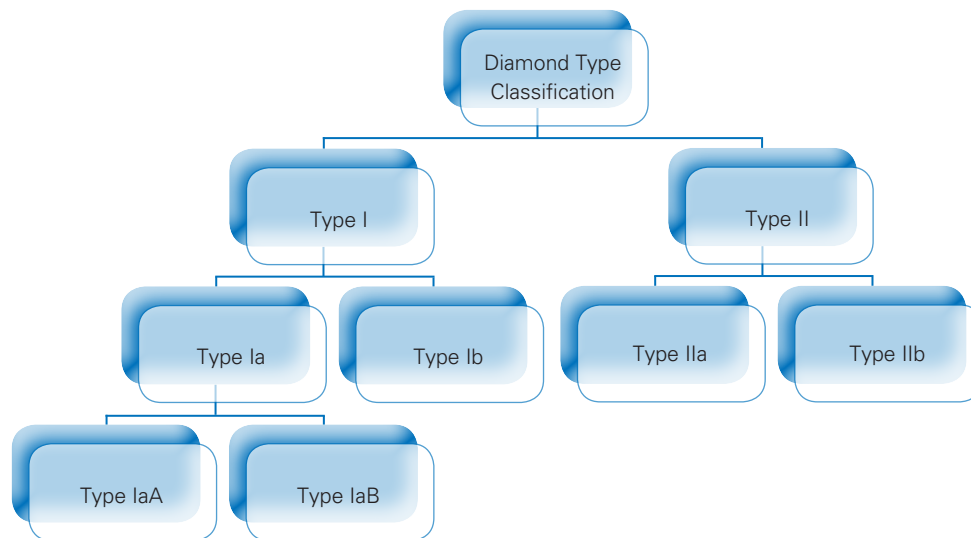 Diamond Type
Classification
Type I
Type II
Type Ia
Type Ib
Type IIa
Type IIb
Type IaA
Type IaB